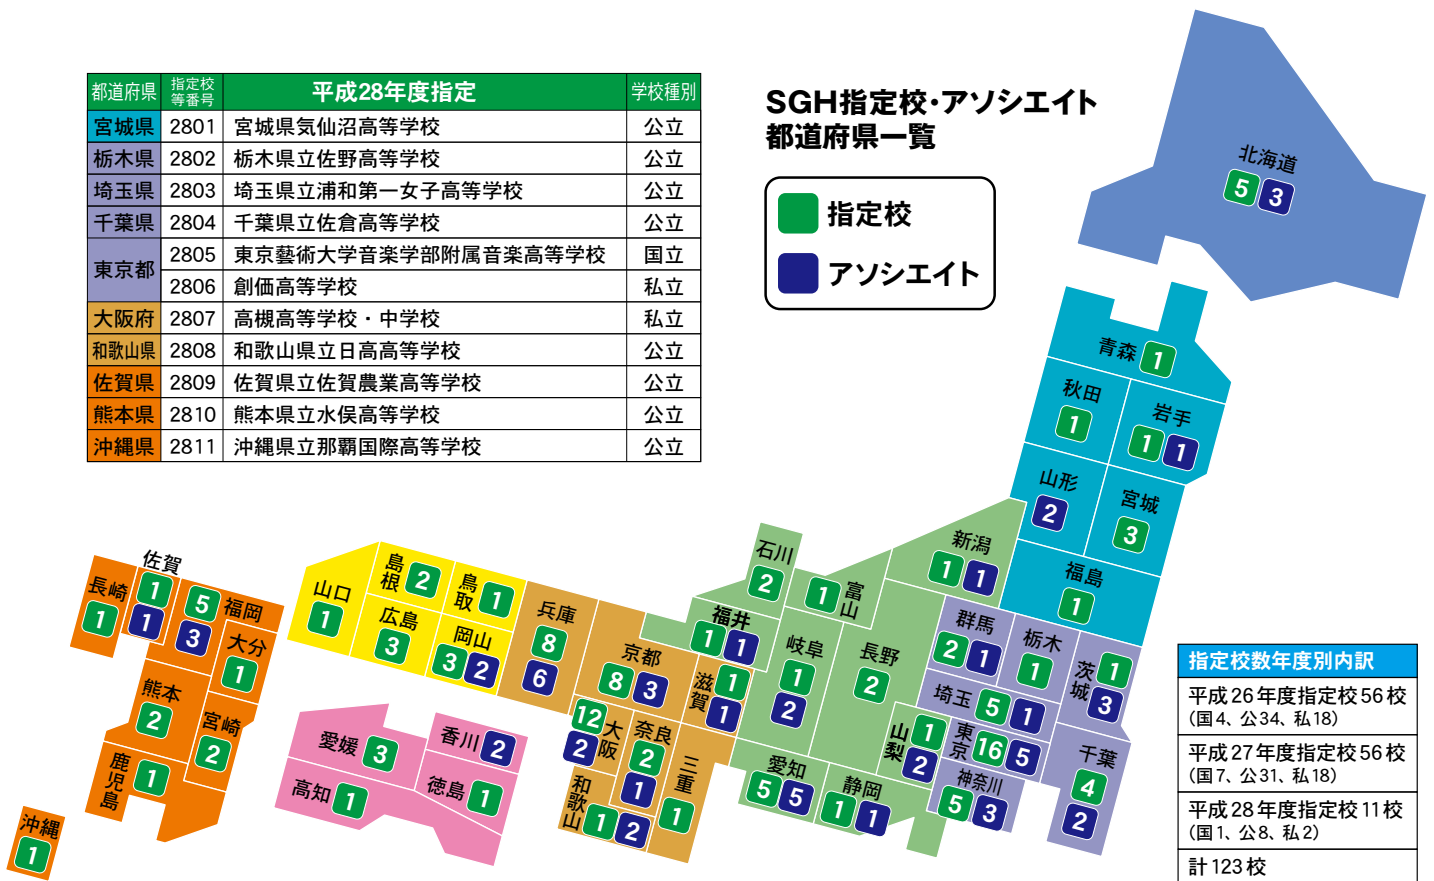 都道府県 指定校等番号 平成28年度指定 学校種別
宮城県 2801 宮城県気仙沼高等学校 公立
栃木県 2802 栃木県立佐野高等学校 公立
埼玉県 2803 埼玉県立浦和第一女子高等学校 公立
千葉県 2804 千葉県立佐倉高等学校 公立
東京都 2805 東京藝術大学音楽学部附属音楽高等学校 国立
2806 創価高等学校 私立
大阪府 2807 高槻高等学校・中学校 私立
和歌山県 2808 和歌山県立日高高等学校 公立
佐賀県 2809 佐賀県立佐賀農業高等学校 公立
熊本県 2810 熊本県立水俣高等学校 公立
沖縄県 2811 沖縄県立那覇国際高等学校 公立
SGH指定校・アソシエイト
都道府県一覧
指定校
アソシエイト
北海道
5 3
青森 1
秋田
1
岩手
1 1
山形
2
宮城
3
福島
1
新潟
1 1
富山 1
石川
2
福井
1 1
岐阜
1
2
長野
2
群馬
2 1
栃木
1
茨城 1
3
埼玉 5 1
東京 16 5
千葉
4
2
神奈川
5 3
山梨 1
2
静岡
1 1
愛知
5 5
三重
1
滋賀 1
1
京都
8 3
奈良
2
1
大阪 12
2
和歌山 1 2
兵庫
8
6
鳥取 1
島根 2
岡山
3 2
広島
3
山口
1
香川 2
徳島 1
愛媛 3
高知 1
福岡 5
3
佐賀
1
1
長崎
1
大分
1
熊本
2
宮崎
2
鹿児島 1
沖縄
1
指定校数年度別内訳
平成26年度指定校56校
(国4、公34、私18)
平成27年度指定校56校
(国7、公31、私18)
平成28年度指定校11校
(国1、公8、私2)
計123校